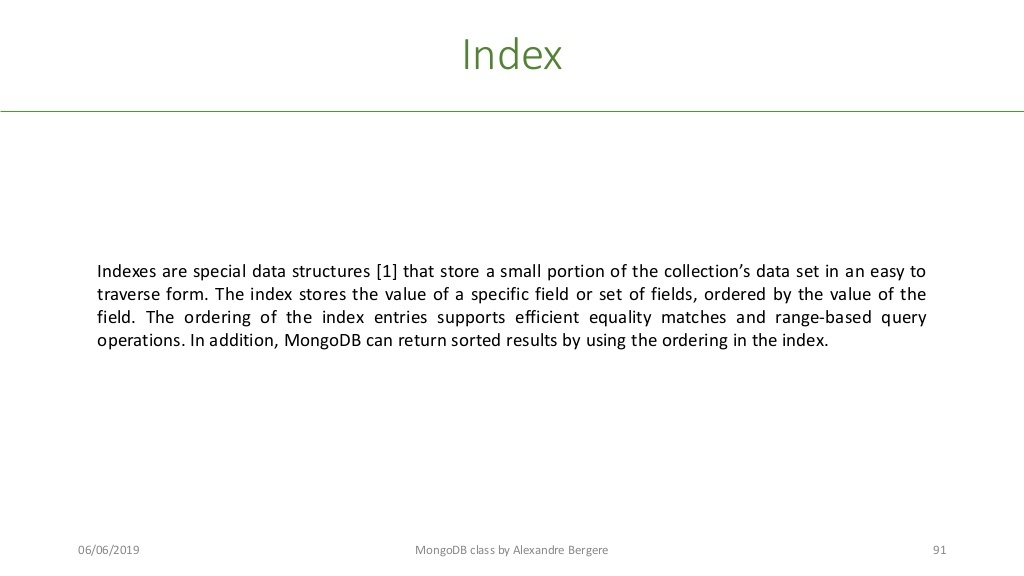 Index
Indexes are special data structures [1] that store a small portion of the collection’s data set in an easy to
traverse form. The index stores the value of a specific field or set of fields, ordered by the value of the
field. The ordering of the index entries supports efficient equality matches and range-based query
operations. In addition, MongoDB can return sorted results by using the ordering in the index.
06/06/2019
MongoDB class by Alexandre Bergere
91